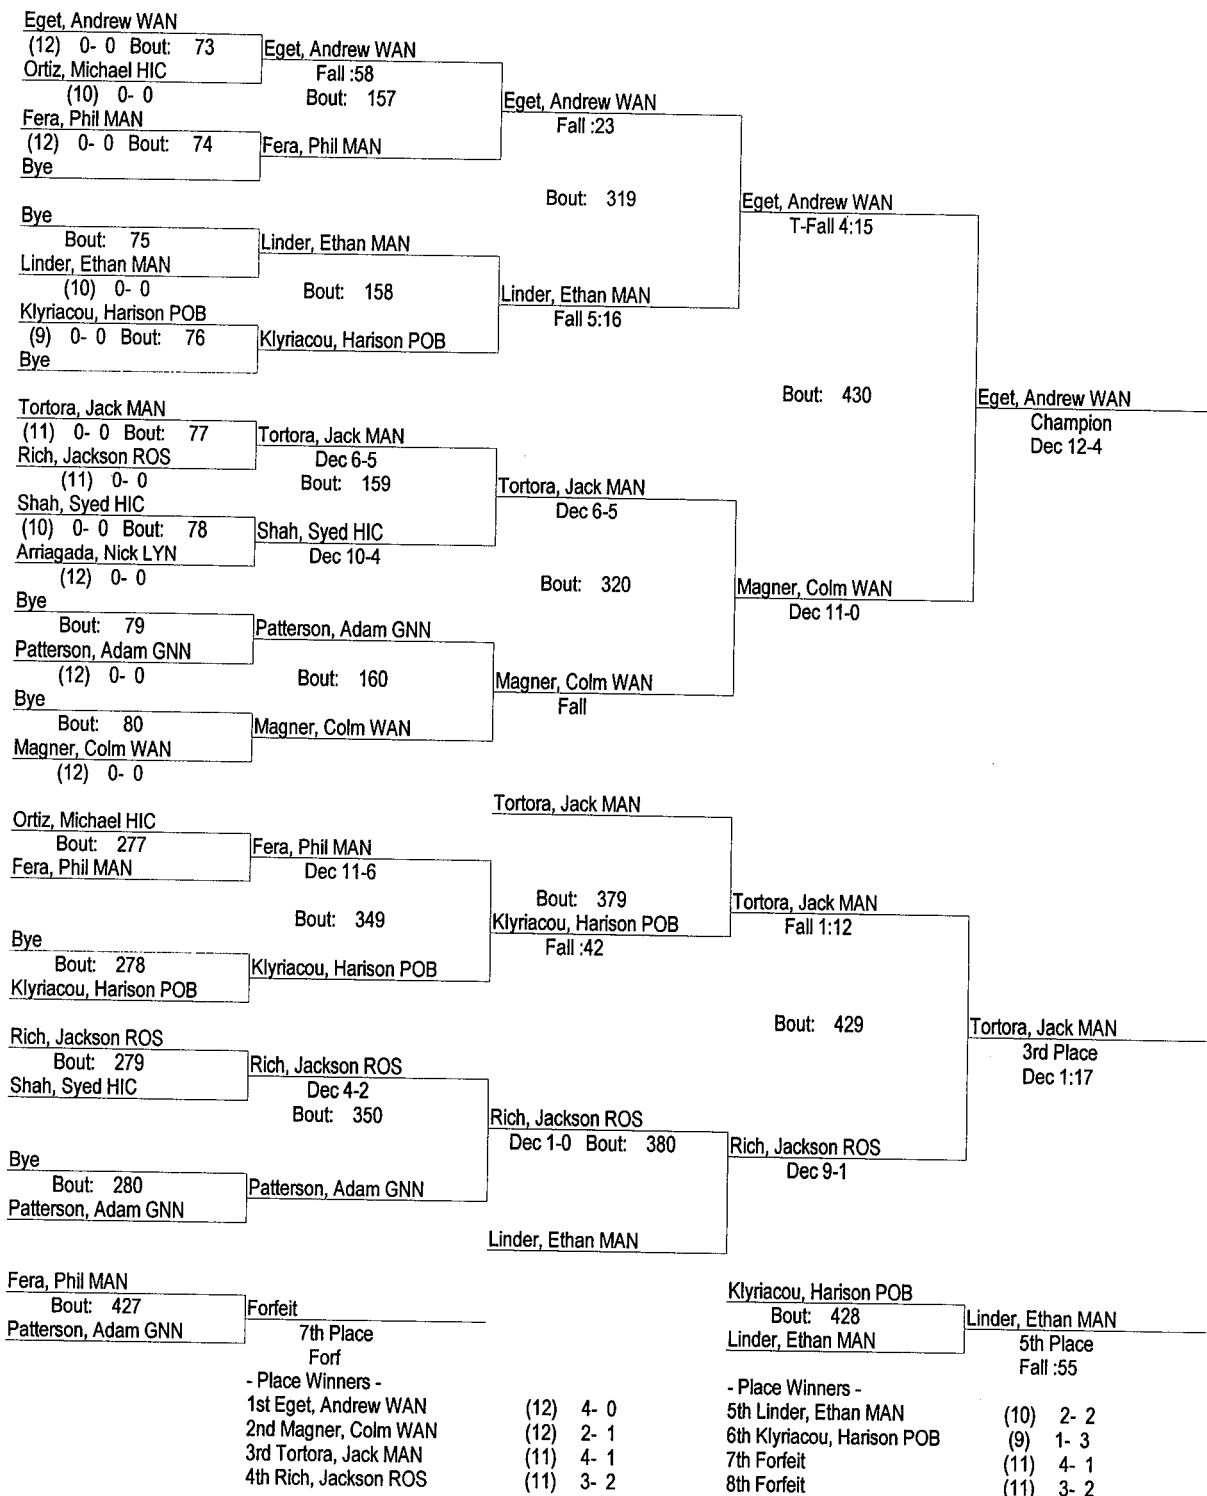 Eget, Andrew WAN
(12) 0- 0 Bout: 73
Ortiz, Michael HIC
(10) 0- 0
Fera, Phil MAN
(12) 0- 0 Bout: 74
Bye
Bye
Bout: 75
Linder, Ethan MAN
(10) 0- 0
Klyriacou, Harison POB
(9) 0- 0 Bout: 76
Bye
Tortora, Jack MAN
(11) 0- 0 Bout: 77
Rich, Jackson ROS
(11) 0- 0
Shah, Syed HIC
(10) 0- 0 Bout: 78
Arriagada, Nick LYN
(12) 0- 0
Bye
Bout: 79
Patterson, Adam GNN
(12) 0- 0
Bye
Bout: 80
Magner, Colm WAN
(12) 0- 0
Eget, Andrew WAN
Fall :58
Bout: 157
Fera, Phil MAN
Linder, Ethan MAN
Bout: 158
Klyriacou, Harison POB
Tortora, Jack MAN
Dec 6-5
Bout: 159
Shah, Syed HIC
Dec 10-4
Patterson, Adam GNN
Bout: 160
Magner, Colm WAN
Eget, Andrew WAN
Fall :23
Bout: 319
Linder, Ethan MAN
Fall 5:16
Tortora, Jack MAN
Dec 6-5
Bout: 320
Magner, Colm WAN
Fall
Eget, Andrew WAN
T-Fall 4:15
Bout: 430
Magner, Colm WAN
Dec 11-0
Eget, Andrew WAN
Champion
Dec 12-4
Ortiz, Michael HIC
Bout: 277
Fera, Phil MAN
Bye
Bout: 278
Klyriacou, Harison POB
Rich, Jackson ROS
Bout: 279
Shah, Syed HIC
Bye
Bout: 280
Patterson, Adam GNN
Fera, Phil MAN
Dec 11-6
Bout: 349
Klyriacou, Harison POB
Rich, Jackson ROS
Dec 4-2
Bout: 350
Patterson, Adam GNN
Tortora, Jack MAN
Bout: 379
Klyriacou, Harison POB
Fall :42
Rich, Jackson ROS
Dec 1-0 Bout: 380
Linder, Ethan MAN
Tortora, Jack MAN
Fall 1:12
Bout: 429
Rich, Jackson ROS
Dec 9-1
Tortora, Jack MAN
3rd Place
Dec 1:17
Fera, Phil MAN
Bout: 427
Patterson, Adam GNN
Forfeit
7th Place
Forf
Klyriacou, Harison POB
Bout: 428
Linder, Ethan MAN
Linder, Ethan MAN
5th Place
Fall :55
- Place Winners -
1st Eget, Andrew WAN (12) 4- 0
2nd Magner, Colm WAN (12) 2- 1
3rd Tortora, Jack MAN (11) 4- 1
4th Rich, Jackson ROS (11) 3- 2
- Place Winners -
5th Linder, Ethan MAN (10) 2- 2
6th Klyriacou, Harison POB (9) 1- 3
7th Forfeit (11) 4- 1
8th Forfeit (11) 3- 2